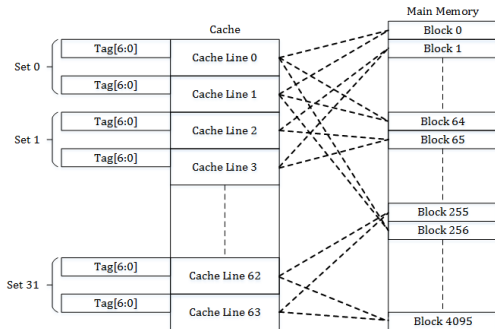 Cache
Main Memory
Set 0
Tag[6:0]
Cache Line 0
Tag[6:0]
Cache Line 1
Set 1
Tag[6:0]
Cache Line 2
Tag[6:0]
Cache Line 3
Set 31
Tag[6:0]
Cache Line 62
Tag[6:0]
Cache Line 63
Block 0
Block 1
Block 64
Block 65
Block 255
Block 256
Block 4095